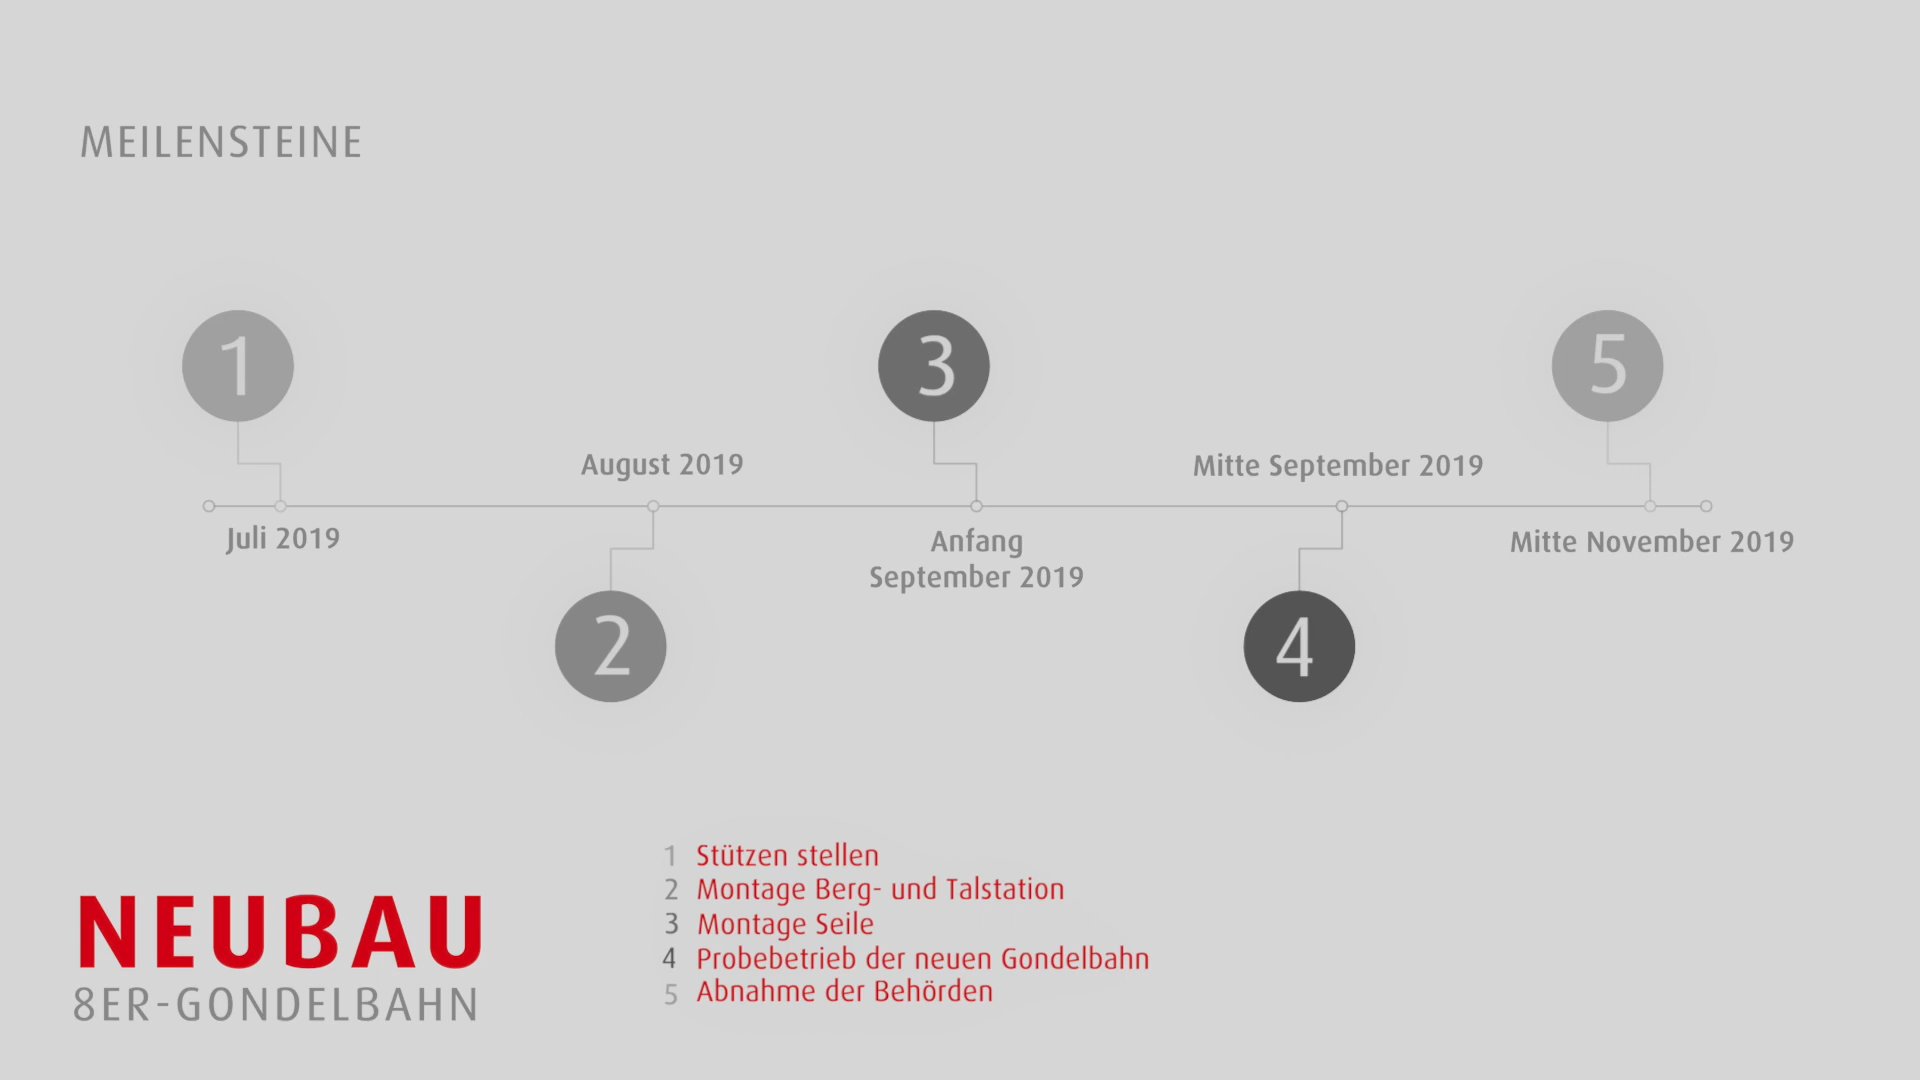 MEILENSTEINE
1
3
5
August 2019
Mitte September 2019
Juli 2019
Anfang
September 2019
Mitte November 2019
2
4
1 Stützen stellen
2 Montage Berg- und Talstation
3 Montage Seile
4 Probebetrieb der neuen Gondelbahn
5 Abnahme der Behörden
NEUBAU
8ER-GONDELBAHN